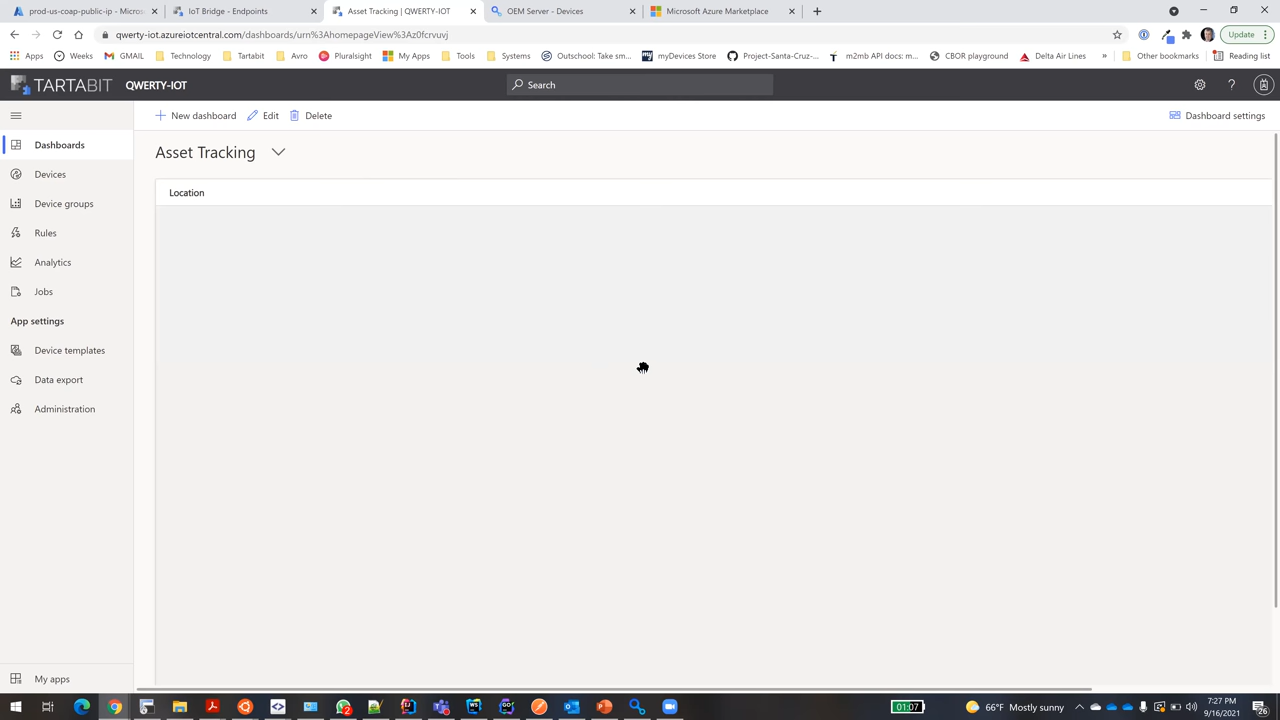 prod-us-coap-public-ip - Micros
IoT Bridge - Endpoints
Asset Tracking | QWERTY-IOT
OEM Server - Devices
Microsoft Azure Marketplace
qwerty-iot.azureiotcentral.com/dashboards/urn%3AhomepageView%3Az0fcrvuvj
Update
Apps
Weeks
GMAIL
Technology
Tartabit
Avro
Pluralsight
My Apps
Tools
Systems
Outschool: Take sm...
myDevices Store
Project-Santa-Cruz-...
m2mb API docs: m...
CBOR playground
Delta Air Lines
»
Other bookmarks
Reading list
TARTABIT
QWERTY-IOT
Search
New dashboard
Edit
Delete
Dashboard settings
Dashboards
Devices
Device groups
Rules
Analytics
Jobs
App settings
Device templates
Data export
Administration
My apps
Asset Tracking
Location
01:07
66°F Mostly sunny
7:27 PM
9/16/2021
26